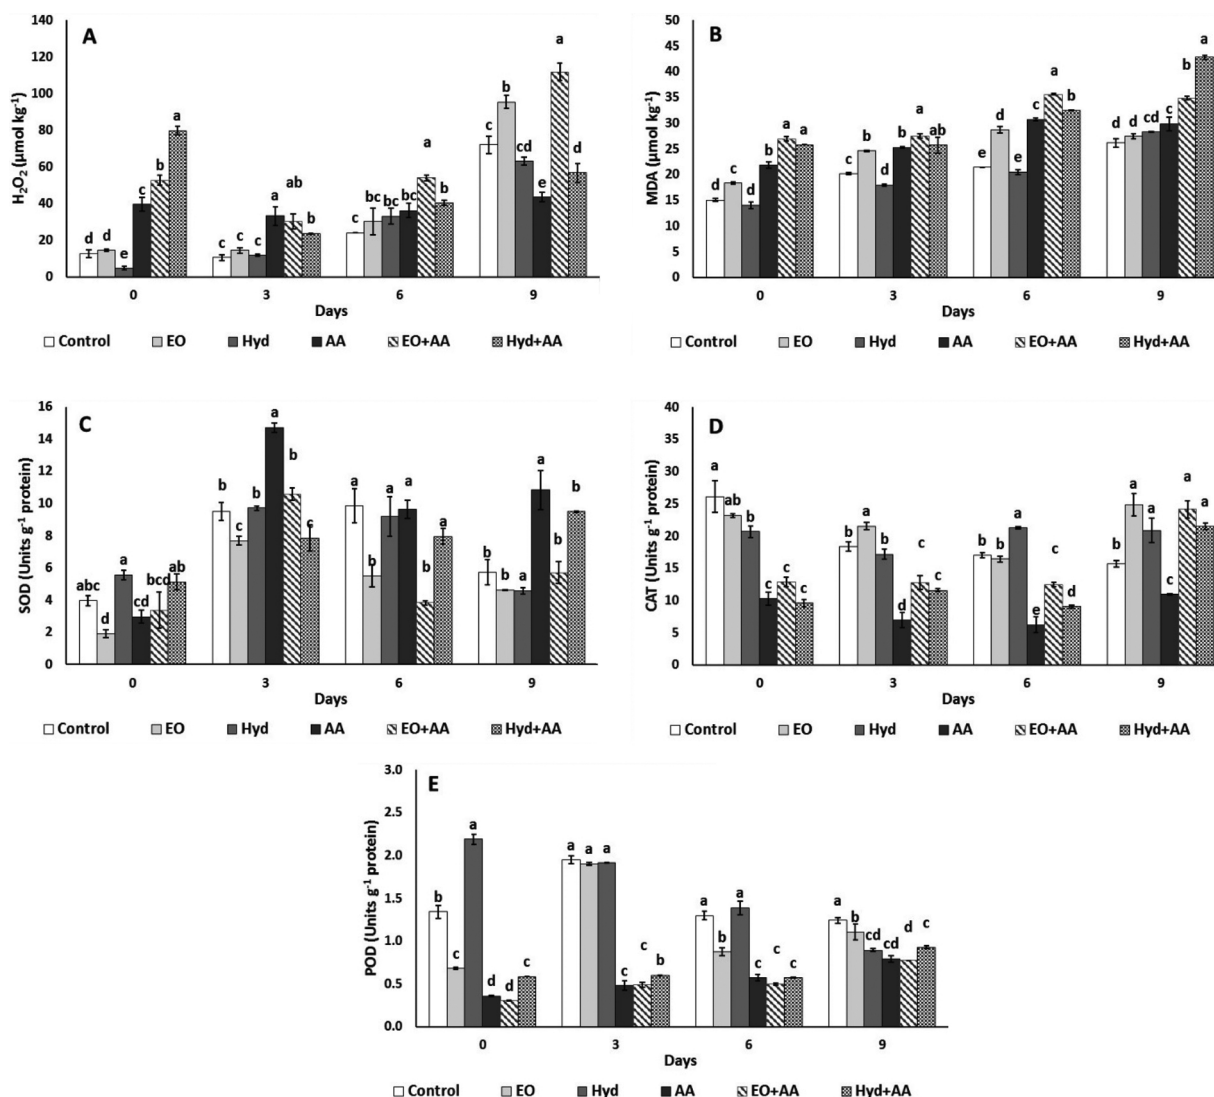 A
H₂O₂ (µmol kg⁻¹)
140
120
100
80
60
40
20
0
d d e c b a
c c c a ab b
c bc bc bc a b
c b cd e a d
0 3 6 9
Days
Control EO Hyd AA EO+AA Hyd+AA
B
MDA (µmol kg⁻¹)
50
45
40
35
30
25
20
15
10
5
0
d c d b a a
c b d b a ab
e d e c a b
d d cd c b a
0 3 6 9
Days
Control EO Hyd AA EO+AA Hyd+AA
C
SOD (Units g⁻¹ protein)
16
14
12
10
8
6
4
2
0
abc d a cd bcd ab
b c b a b c
a b a a b a
b b b a b b
0 3 6 9
Days
Control EO Hyd AA EO+AA Hyd+AA
D
CAT (Units g⁻¹ protein)
40
35
30
25
20
15
10
5
0
a ab b c c c
b a b d c c
b b a e c d
b a a c a a
0 3 6 9
Days
Control EO Hyd AA EO+AA Hyd+AA
E
POD (Units g⁻¹ protein)
3.0
2.5
2.0
1.5
1.0
0.5
0.0
b c a d d c
a a a c c b
a b a c c c
a b cd cd d c
0 3 6 9
Days
Control EO Hyd AA EO+AA Hyd+AA